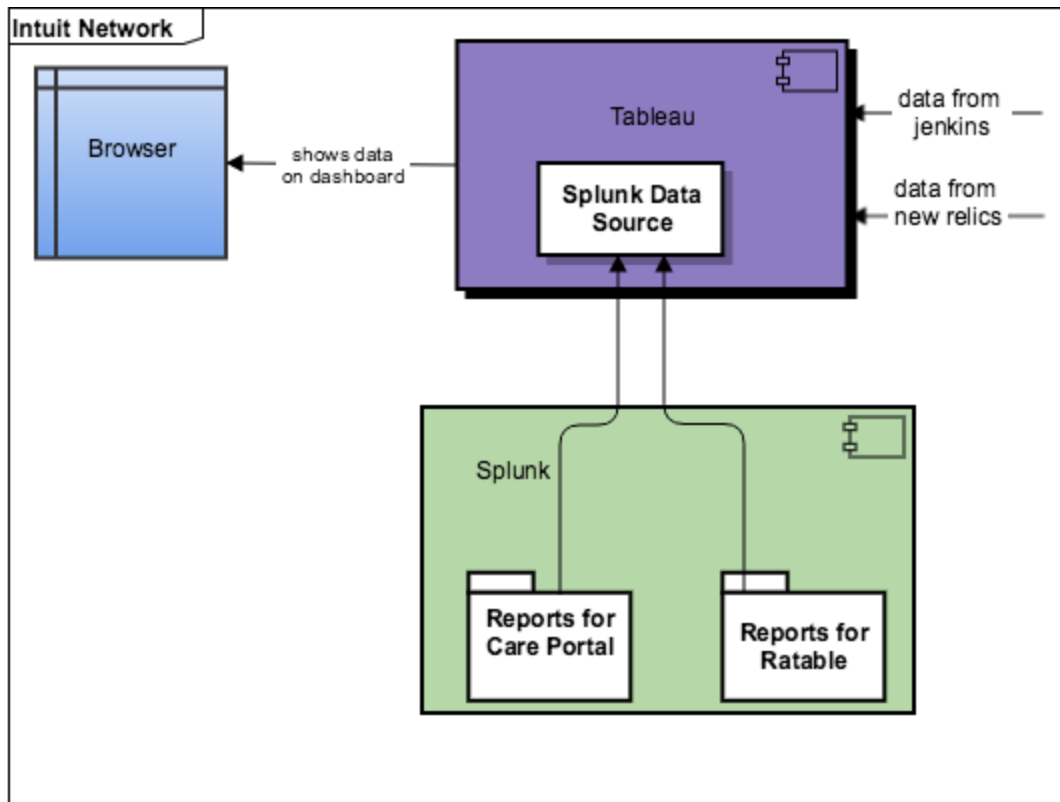 Intuit Network
Browser
shows data
on dashboard
Tableau
Splunk Data
Source
data from
jenkins
data from
new relics
Splunk
Reports for
Care Portal
Reports for
Ratable